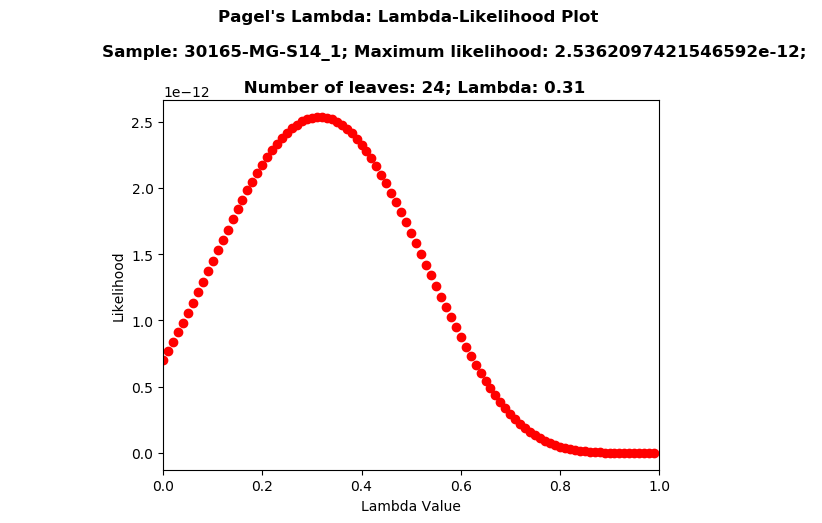 Pagel's Lambda: Lambda-Likelihood Plot
Sample: 30165-MG-S14_1; Maximum likelihood: 2.5362097421546592e-12;
Number of leaves: 24; Lambda: 0.31
1e−12
2.5
2.0
1.5
1.0
0.5
0.0
Likelihood
0.0 0.2 0.4 0.6 0.8 1.0
Lambda Value